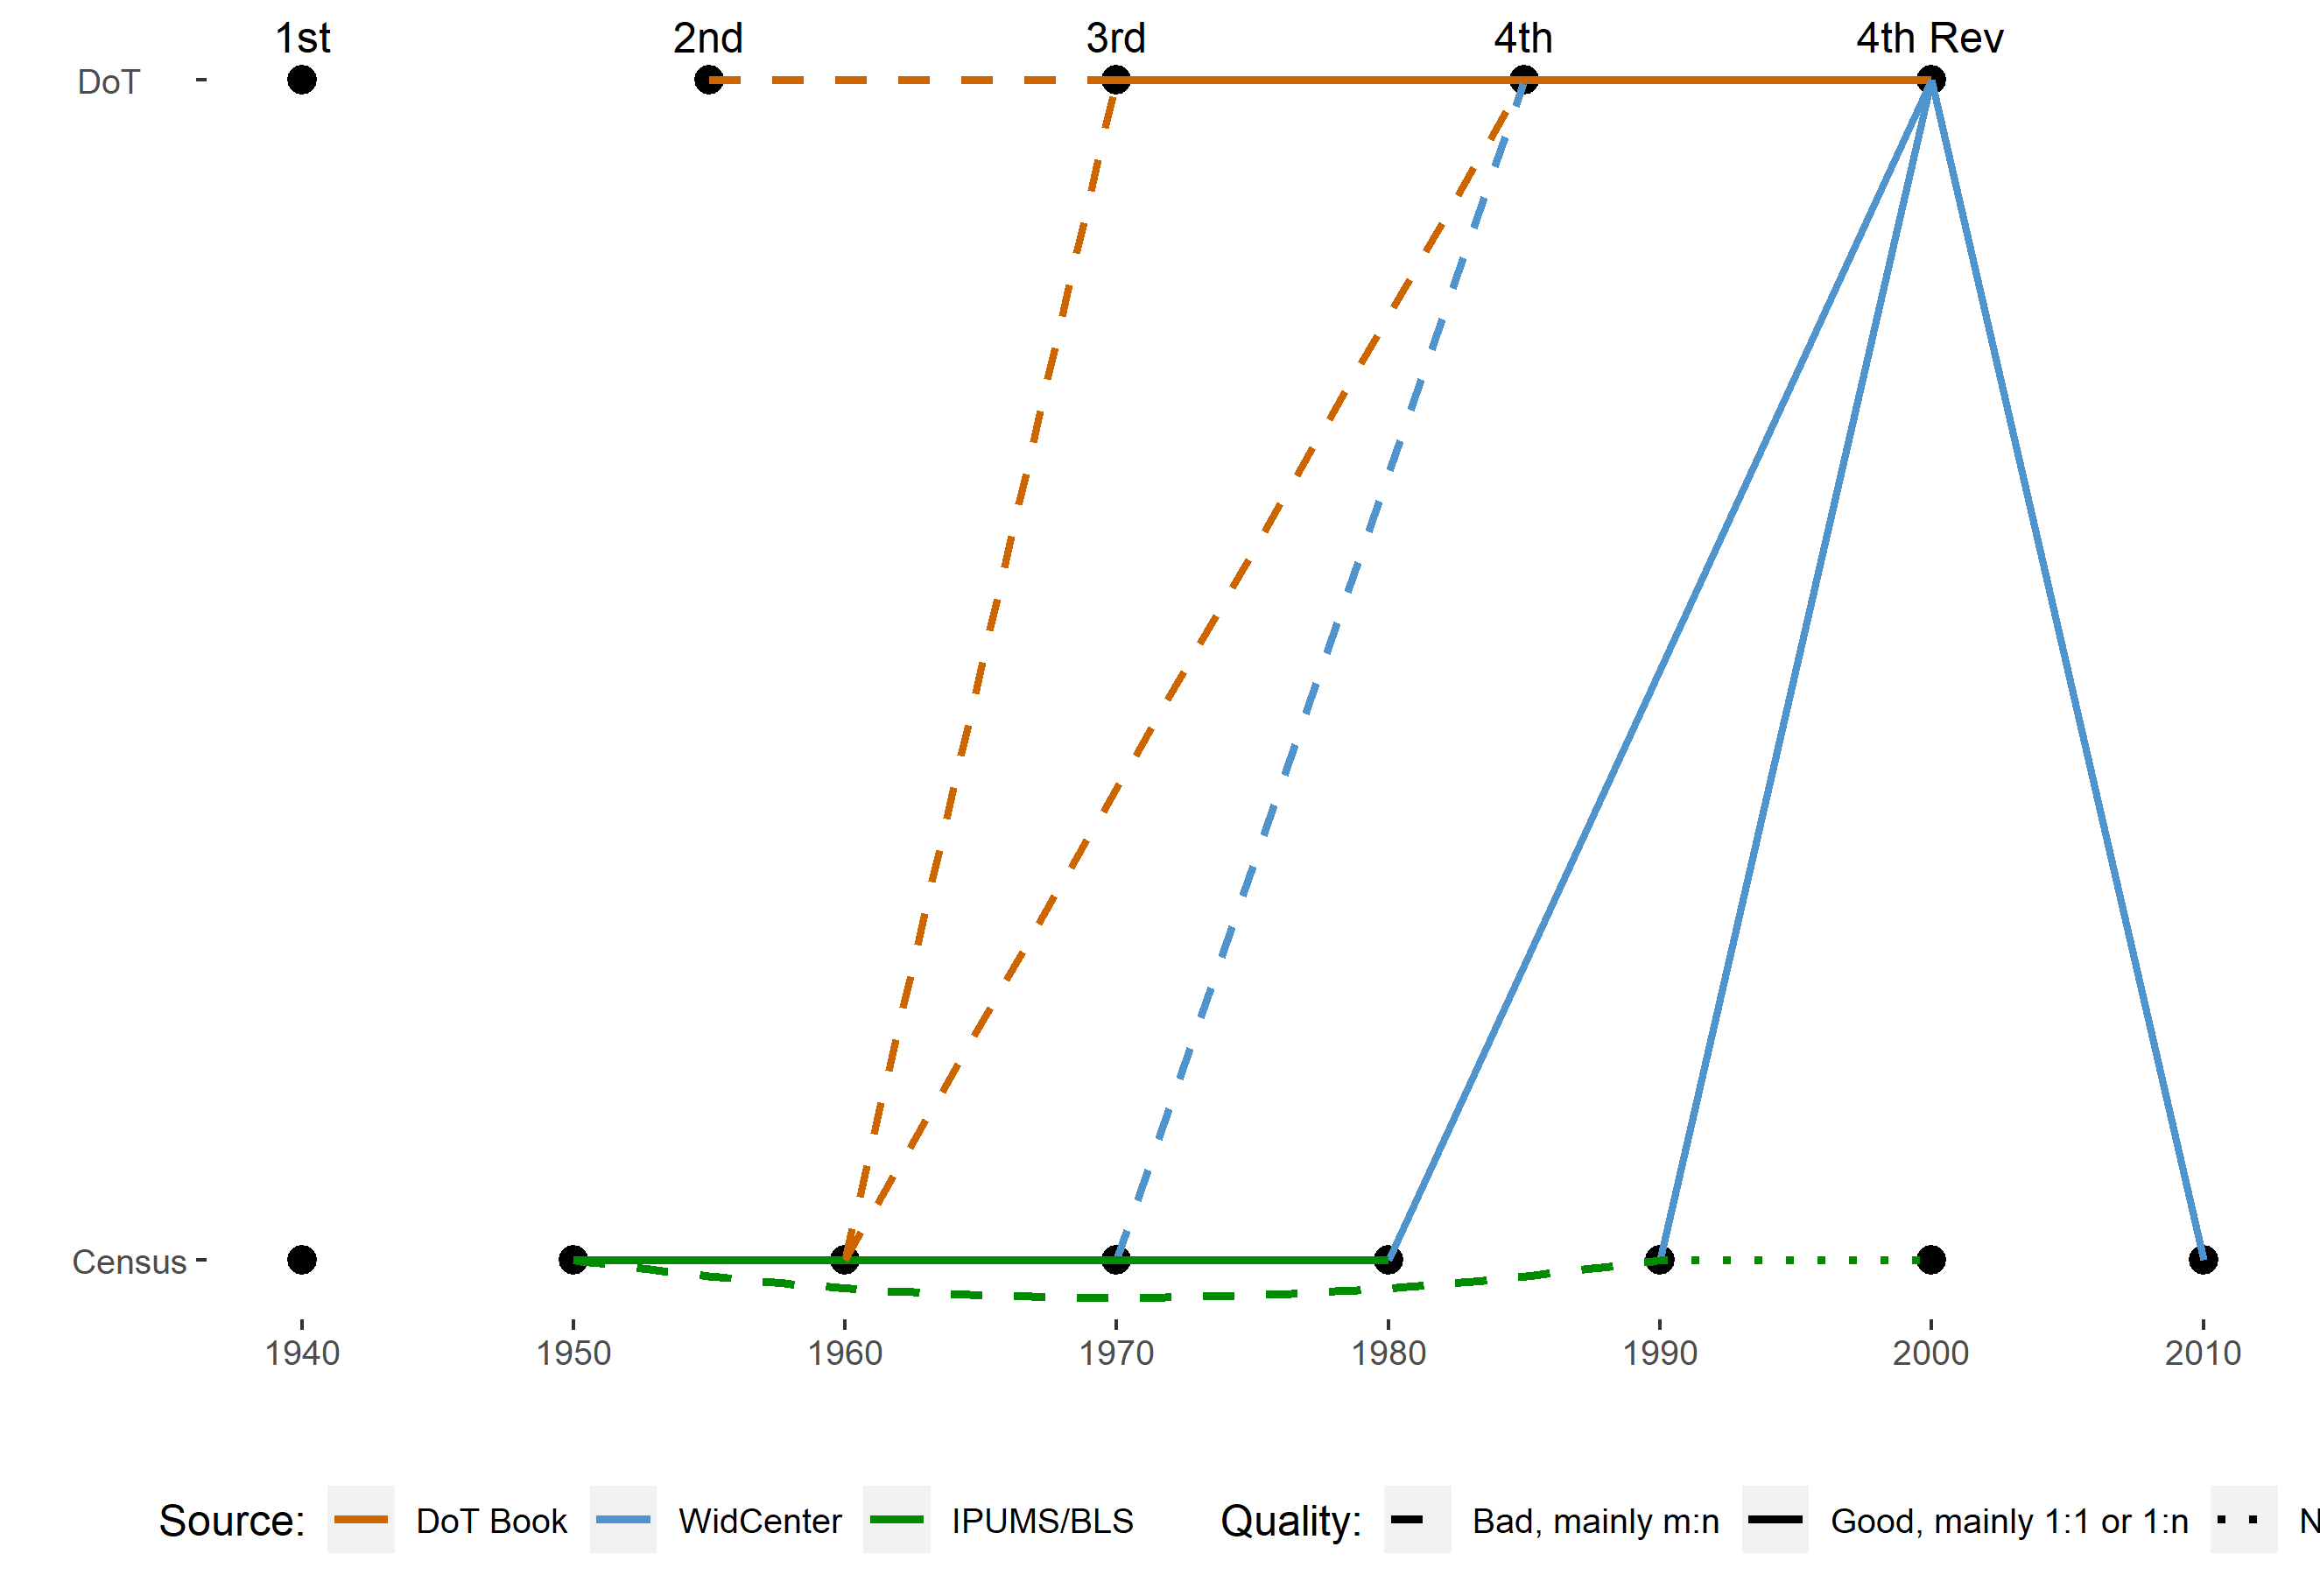 1st 2nd 3rd 4th 4th Rev
DoT
Census
1940 1950 1960 1970 1980 1990 2000 2010
Source: DoT Book WidCenter IPUMS/BLS Quality: Bad, mainly m:n Good, mainly 1:1 or 1:n